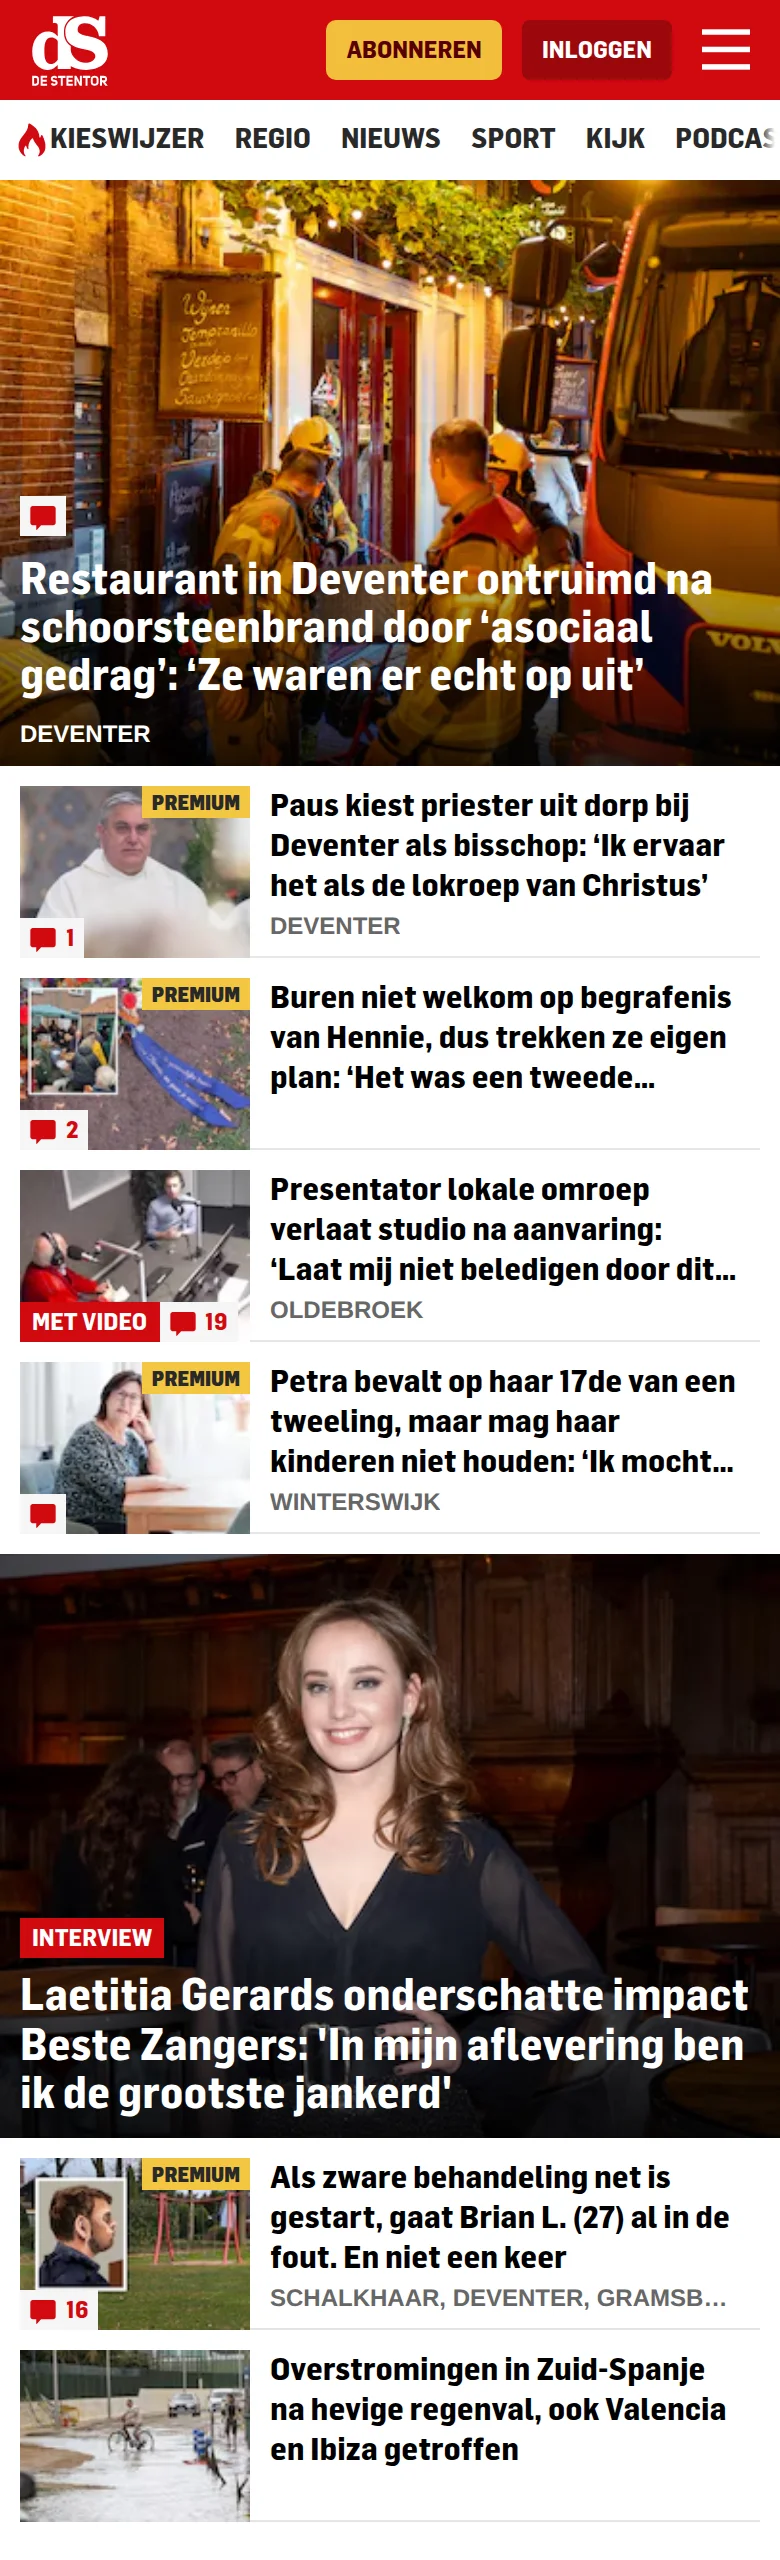 dS
DE STENTOR
ABONNEREN
INLOGGEN
KIESWIJZER REGIO NIEUWS SPORT KIJK PODCAS
Wijnen
Tempranillo
Verdejo
Chardonnay
Sauvignon
VOLV
Restaurant in Deventer ontruimd na
schoorsteenbrand door ‘asociaal
gedrag’: ‘Ze waren er echt op uit’
DEVENTER
PREMIUM
1
Paus kiest priester uit dorp bij
Deventer als bisschop: ‘Ik ervaar
het als de lokroep van Christus’
DEVENTER
PREMIUM
2
Buren niet welkom op begrafenis
van Hennie, dus trekken ze eigen
plan: ‘Het was een tweede...
MET VIDEO
19
Presentator lokale omroep
verlaat studio na aanvaring:
‘Laat mij niet beledigen door dit...
OLDEBROEK
PREMIUM
Petra bevalt op haar 17de van een
tweeling, maar mag haar
kinderen niet houden: ‘Ik mocht...
WINTERSWIJK
INTERVIEW
Laetitia Gerards onderschatte impact
Beste Zangers: 'In mijn aflevering ben
ik de grootste jankerd'
PREMIUM
16
Als zware behandeling net is
gestart, gaat Brian L. (27) al in de
fout. En niet een keer
SCHALKHAAR, DEVENTER, GRAMSB...
Overstromingen in Zuid-Spanje
na hevige regenval, ook Valencia
en Ibiza getroffen